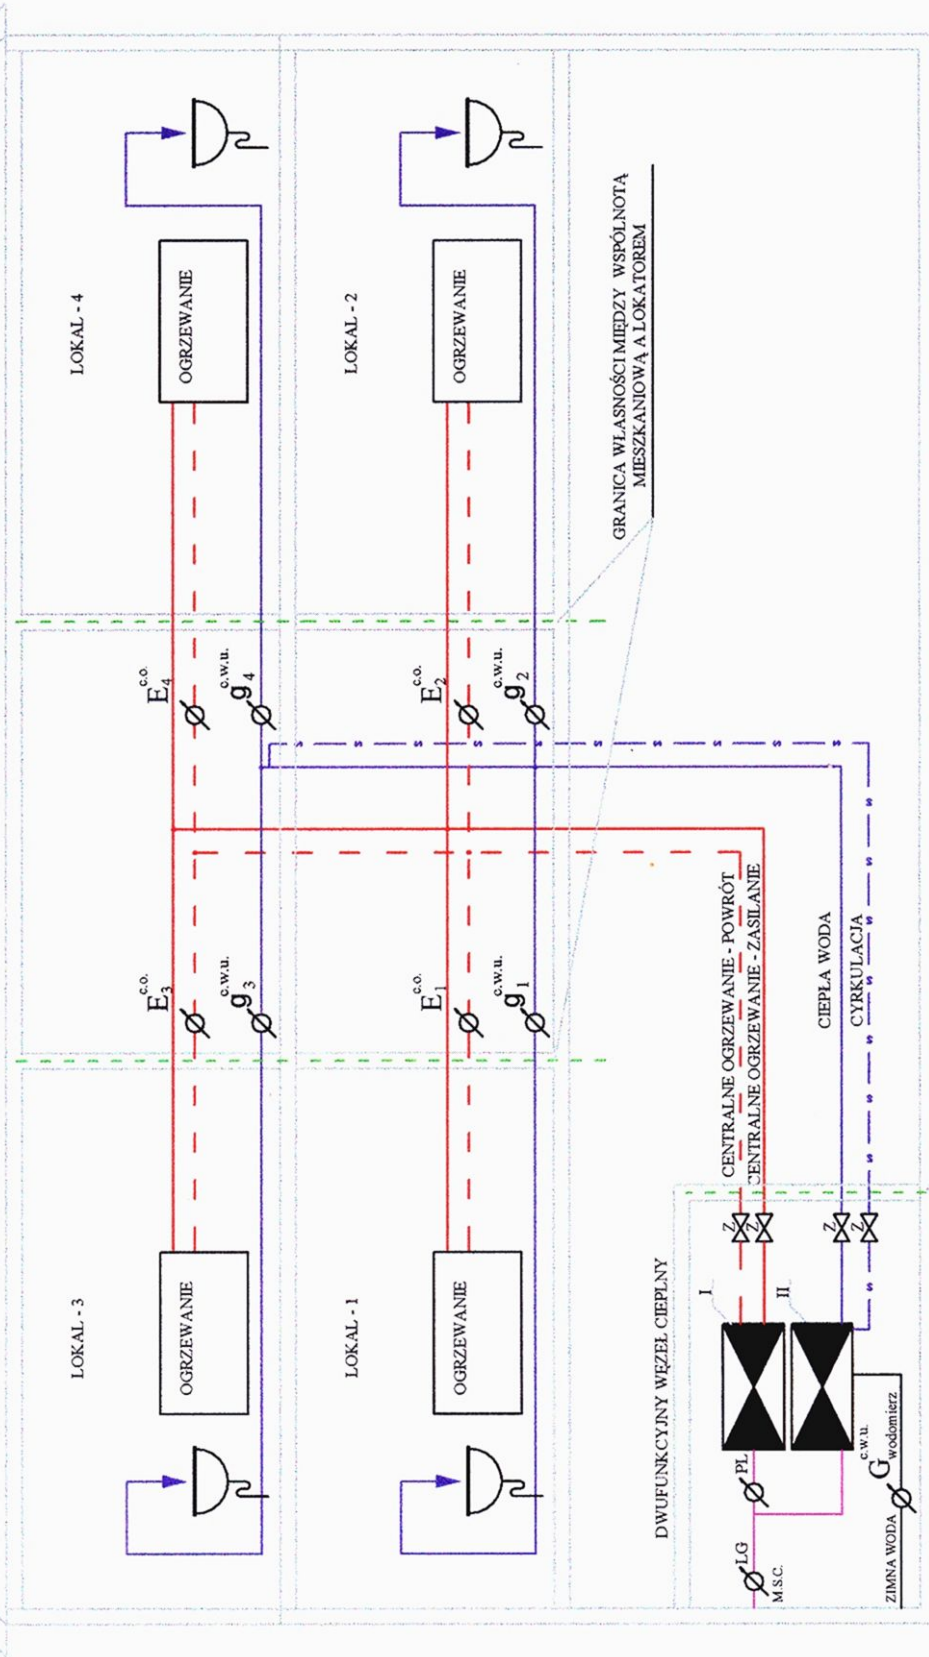 LOKAL - 3
LOKAL - 4
OGRZEWANIE
E3 c.o.
g3 c.w.u.
E4 c.o.
g4 c.w.u.
OGRZEWANIE
LOKAL - 1
LOKAL - 2
OGRZEWANIE
E1 c.o.
g1 c.w.u.
E2 c.o.
g2 c.w.u.
OGRZEWANIE
GRANICA WŁASNOŚCI MIĘDZY WSPÓLNOTĄ
MIESZKANIOWĄ A LOKATOREM
DWUFUNKCYJNY WĘZEŁ CIEPLNY
I
CENTRALNE OGRZEWANIE - POWRÓT
CENTRALNE OGRZEWANIE - ZASILANIE
LG
PL
Z
Z
M.S.C.
II
CIEPŁA WODA
CYRKULACJA
Z
Z
G c.w.u. wodomierz
ZIMNA WODA